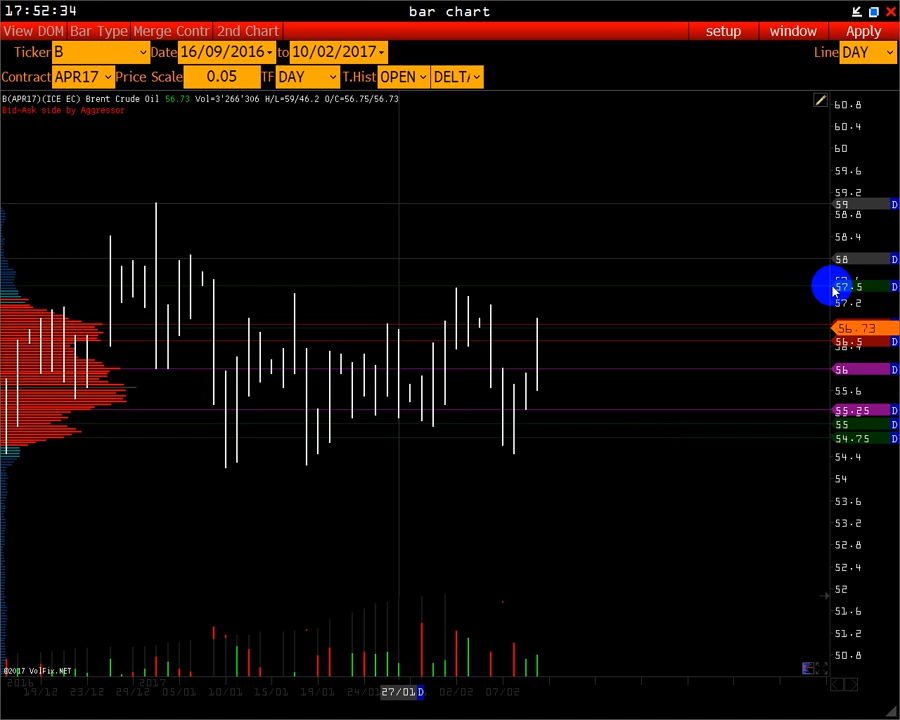 17:52:34 bar chart
View DOM Bar Type Merge Contr 2nd Chart setup window Apply
Ticker B Date 16/09/2016 to 10/02/2017 Line DAY
Contract APR17 Price Scale 0.05 TF DAY T.Hist OPEN DELT
B(APR17)(ICE EC) Brent Crude Oil 56.73 Vol=3'266'306 H/L=59/46.2 O/C=56.75/56.73
Bid-Ask side by Aggressor
60.8
60.4
60
59.6
59.2
59 D
58.8
58.4
58 D
57.5 D
57.2
56.73
56.5 D
56 D
55.6
55.25 D
55 D
54.75 D
54.4
54
53.6
53.2
52.8
52.4
52
51.6
51.2
50.8
©2017 VolFix.NET
2016 2017
19/12 23/12 29/12 05/01 10/01 15/01 19/01 24/01 27/01 D 02/02 07/02